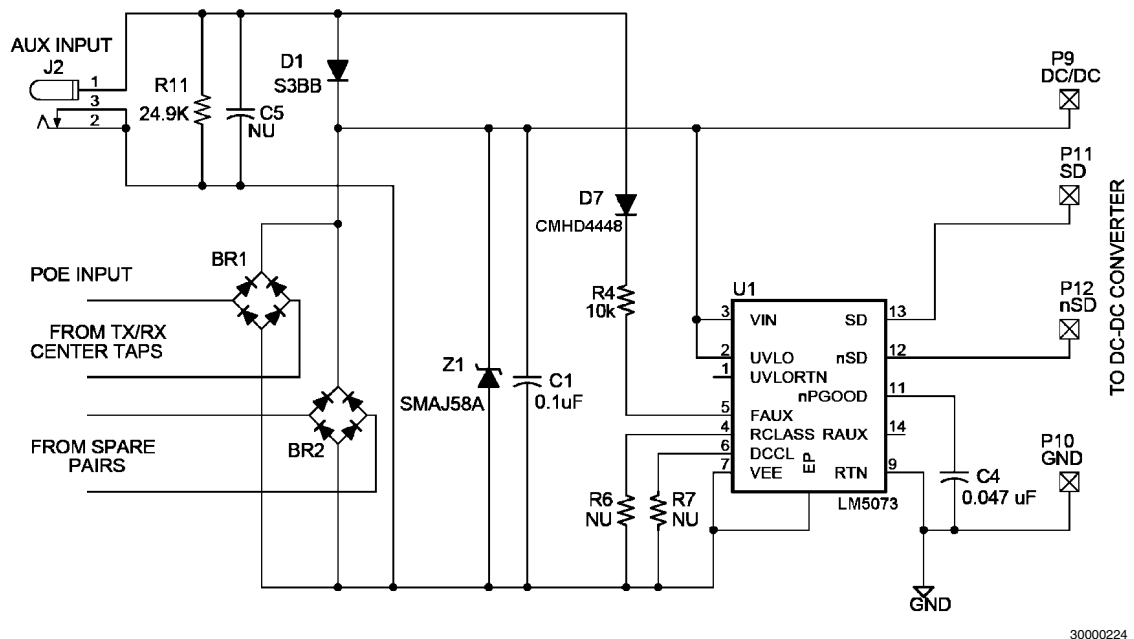 AUX INPUT
J2
1
3
2
R11
24.9K
C5
NU
D1
S3BB
P9
DC/DC
P11
SD
D7
CMHD4448
POE INPUT
BR1
FROM TX/RX
CENTER TAPS
R4
10k
U1
P12
nSD
TO DC-DC CONVERTER
3
VIN
SD
13
2
UVLO
nSD
12
1
UVLORTN
nPGOOD
11
5
FAUX
4
RCLASS
RAUX
14
6
DCCL
7
VEE
EP
RTN
9
LM5073
Z1
SMAJ58A
C1
0.1uF
FROM SPARE
PAIRS
BR2
R6
NU
R7
NU
C4
0.047 uF
P10
GND
GND
30000224